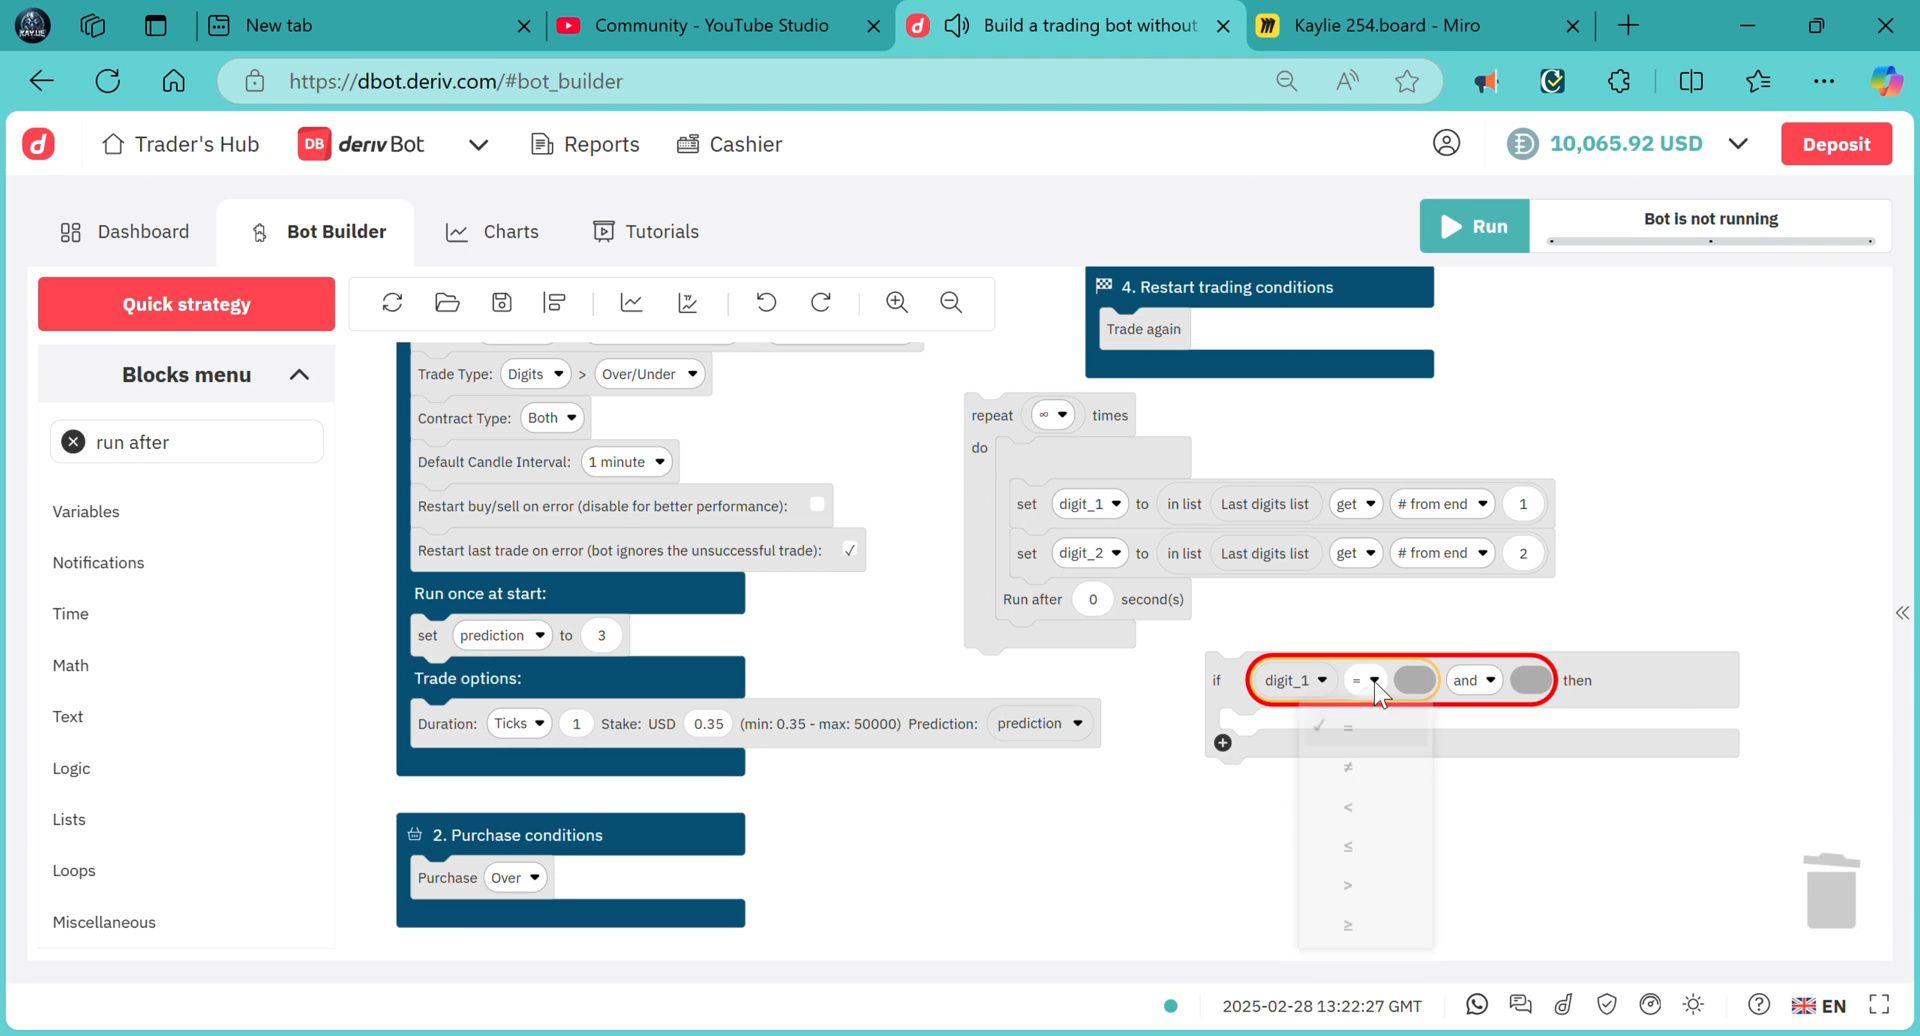 New tab
Community - YouTube Studio
Build a trading bot without
Kaylie 254.board - Miro
https://dbot.deriv.com/#bot_builder
Trader's Hub
DB deriv Bot
Reports
Cashier
10,065.92 USD
Deposit
Dashboard
Bot Builder
Charts
Tutorials
Run
Bot is not running
Quick strategy
Blocks menu
run after
Variables
Notifications
Time
Math
Text
Logic
Lists
Loops
Miscellaneous
Trade Type: Digits > Over/Under
Contract Type: Both
Default Candle Interval: 1 minute
Restart buy/sell on error (disable for better performance):
Restart last trade on error (bot ignores the unsuccessful trade): ✓
Run once at start:
set prediction to 3
Trade options:
Duration: Ticks 1 Stake: USD 0.35 (min: 0.35 - max: 50000) Prediction: prediction
2. Purchase conditions
Purchase Over
4. Restart trading conditions
Trade again
repeat ∞ times
do
set digit_1 to in list Last digits list get # from end 1
set digit_2 to in list Last digits list get # from end 2
Run after 0 second(s)
if digit_1 = and then
✓ =
≠
<
≤
>
≥
2025-02-28 13:22:27 GMT
EN